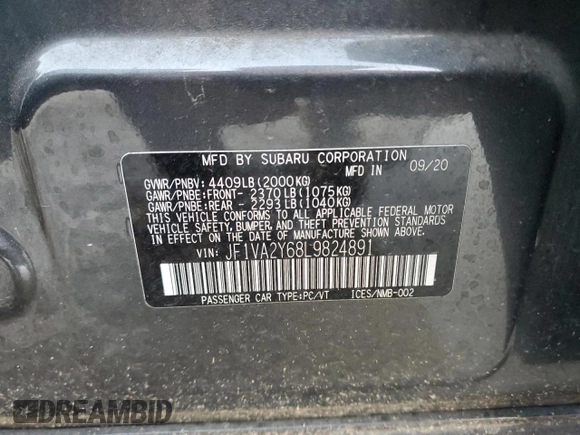 MFD BY SUBARU CORPORATION
MFD IN 09/20
GVWR/PNBV: 4409LB(2000KG)
GAWR/PNBE:FRONT- 2370LB(1075KG)
GAWR/PNBE:REAR - 2293LB(1040KG)
THIS VEHICLE CONFORMS TO ALL APPLICABLE FEDERAL MOTOR
VEHICLE SAFETY, BUMPER, AND THEFT PREVENTION STANDARDS
IN EFFECT ON THE DATE OF MANUFACTURE SHOWN ABOVE.
VIN: JF1VA2Y68L9824891
PASSENGER CAR TYPE:PC/VT ICES/NMB-002
DREAMBID